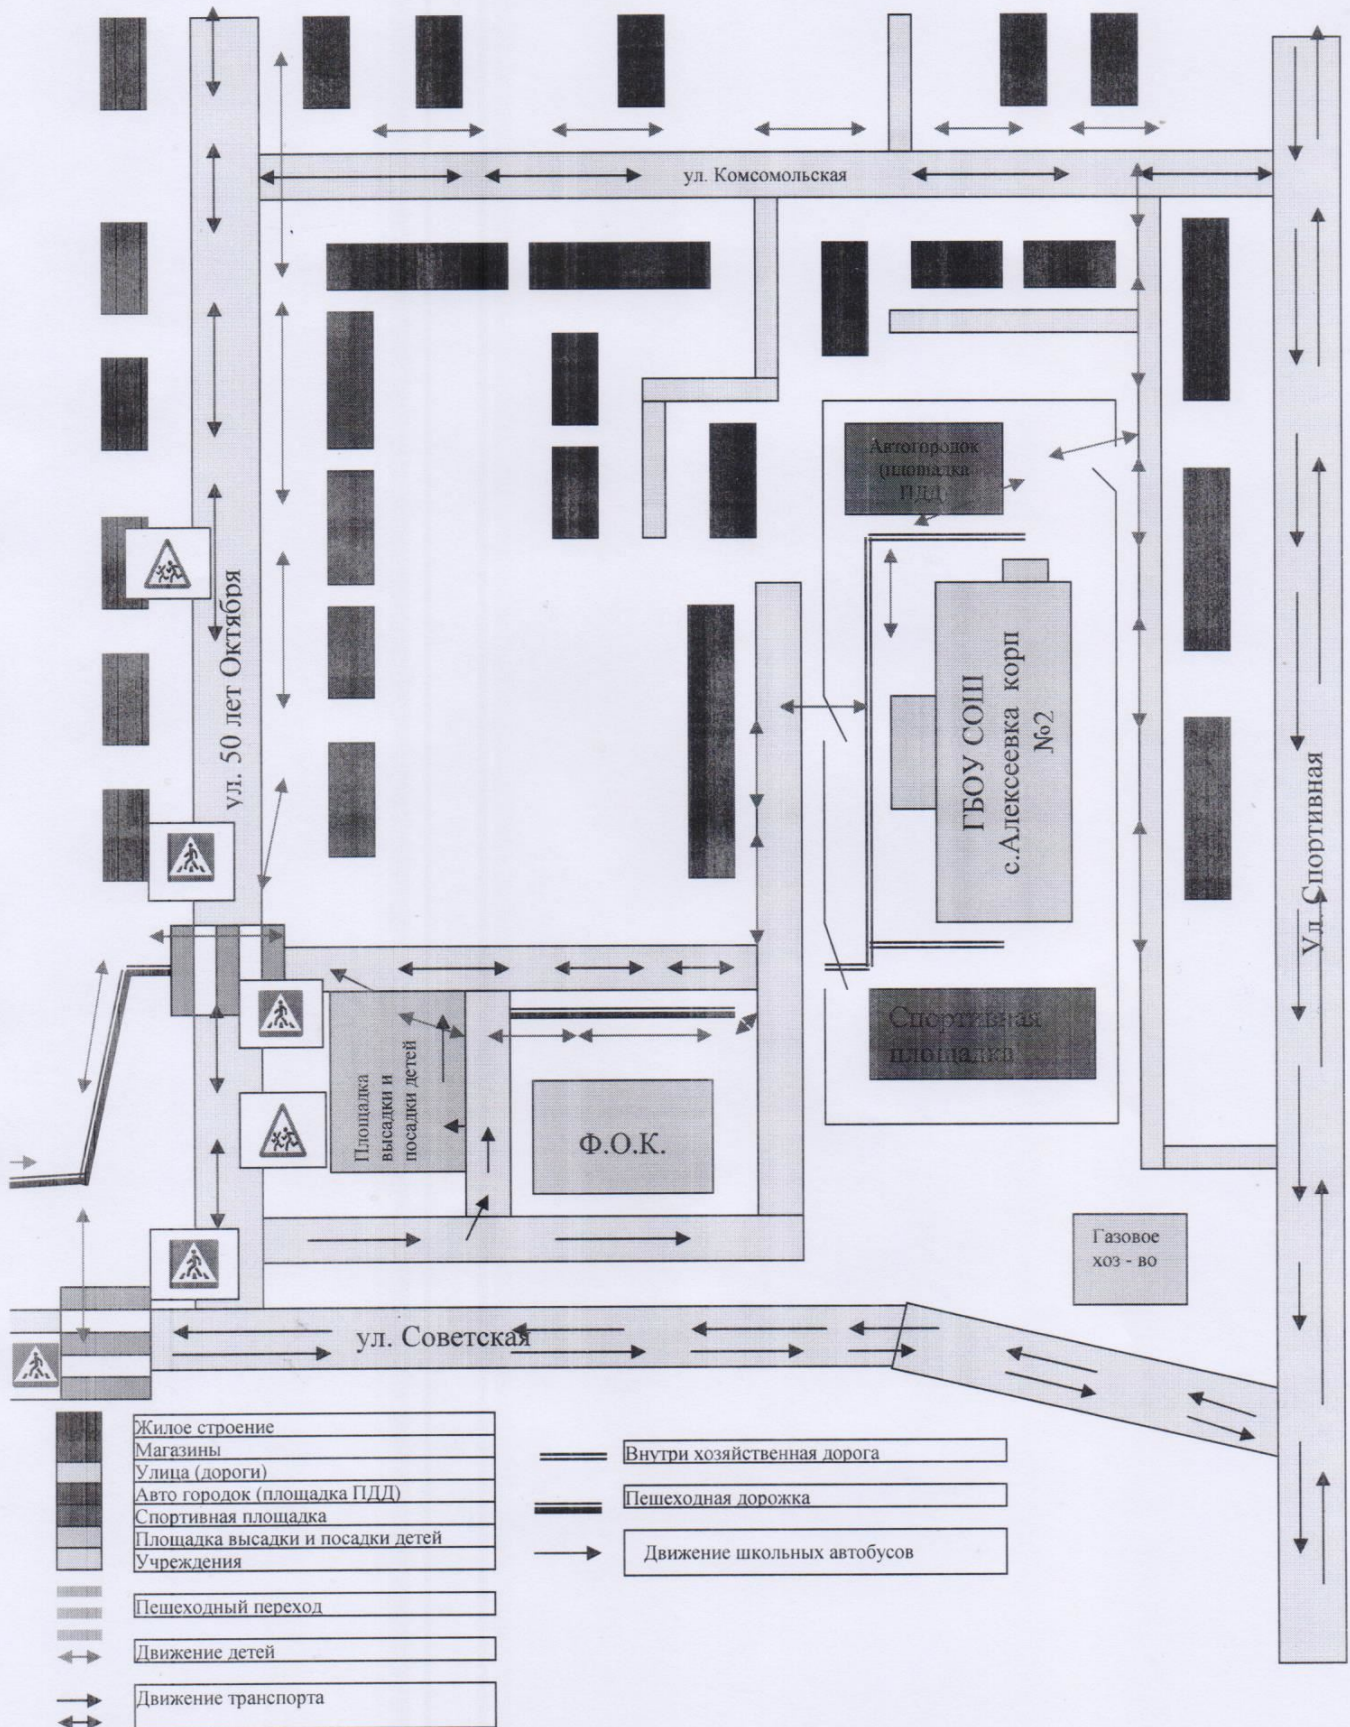 ул. Комсомольская
Автогородок
(площадка
ПДД
ул. 50 лет Октября
ГБОУ СОШ
с.Алексеевка корп
№2
Ул. Спортивная
Спортивная
площадка
Площадка
высадки и
посадки детей
Ф.О.К.
Газовое
хоз - во
ул. Советская
Жилое строение
Магазины
Улица (дороги)
Авто городок (площадка ПДД)
Спортивная площадка
Площадка высадки и посадки детей
Учреждения
Пешеходный переход
Движение детей
Движение транспорта
Внутри хозяйственная дорога
Пешеходная дорожка
Движение школьных автобусов